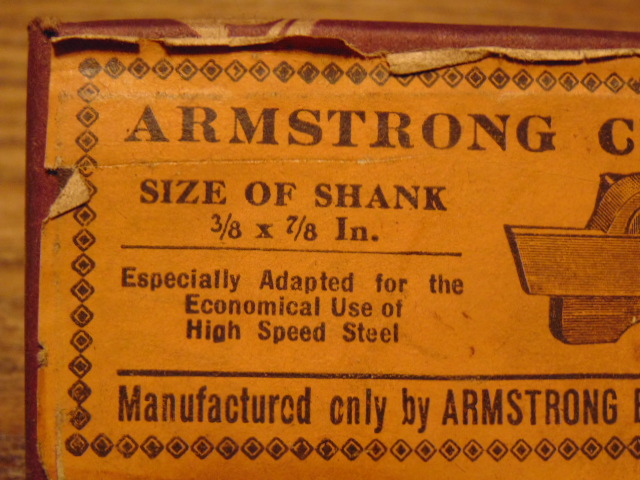 ARMSTRONG C
SIZE OF SHANK
3/8 x 7/8 In.
Especially Adapted for the
Economical Use of
High Speed Steel
Manufactured only by ARMSTRONG